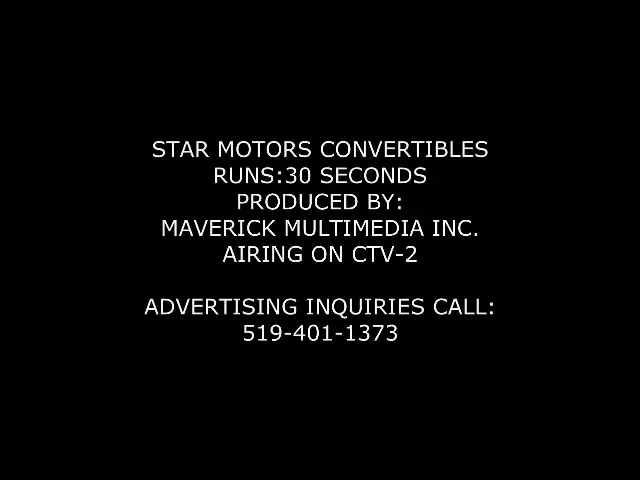 STAR MOTORS CONVERTIBLES
RUNS:30 SECONDS
PRODUCED BY:
MAVERICK MULTIMEDIA INC.
AIRING ON CTV-2
ADVERTISING INQUIRIES CALL:
519-401-1373